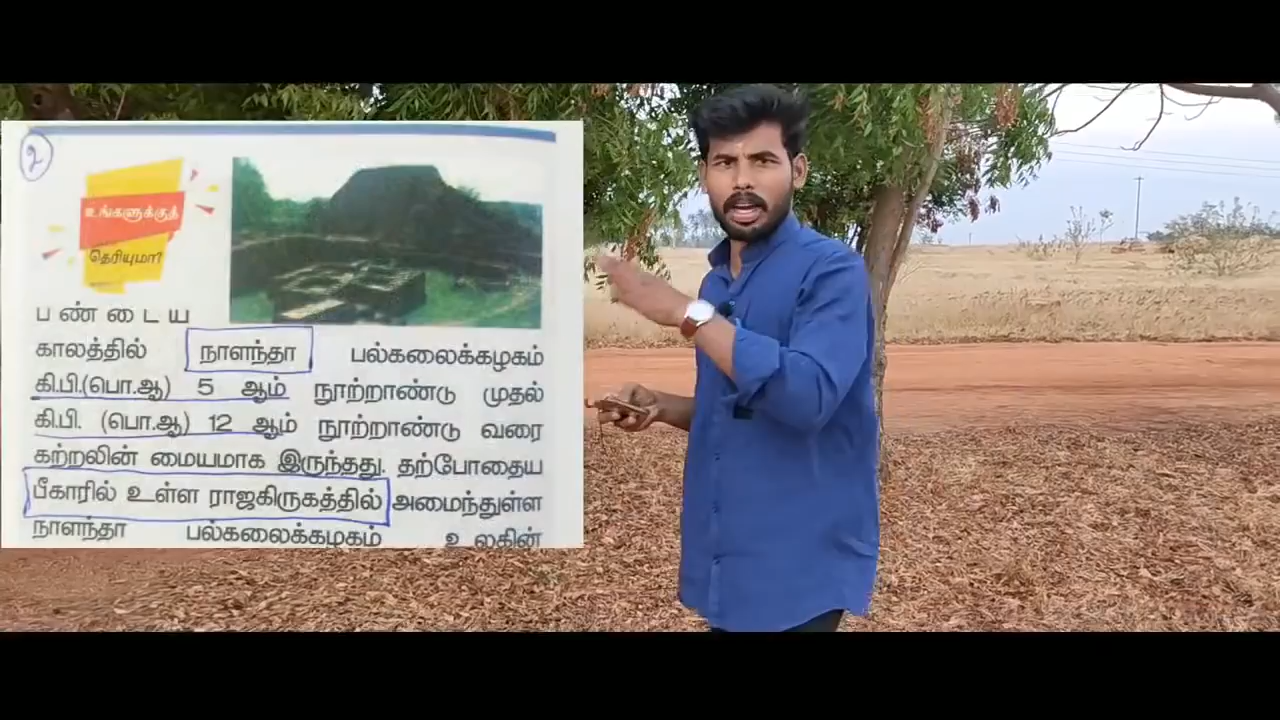 2
உங்களுக்குத்
தெரியுமா?
பண்டைய
காலத்தில் நாளந்தா பல்கலைக்கழகம்
கி.பி.(பொ.ஆ) 5 ஆம் நூற்றாண்டு முதல்
கி.பி. (பொ.ஆ) 12 ஆம் நூற்றாண்டு வரை
கற்றலின் மையமாக இருந்தது. தற்போதைய
பீகாரில் உள்ள ராஜகிருகத்தில் அமைந்துள்ள
நாளந்தா பல்கலைக்கழகம் உலகின்